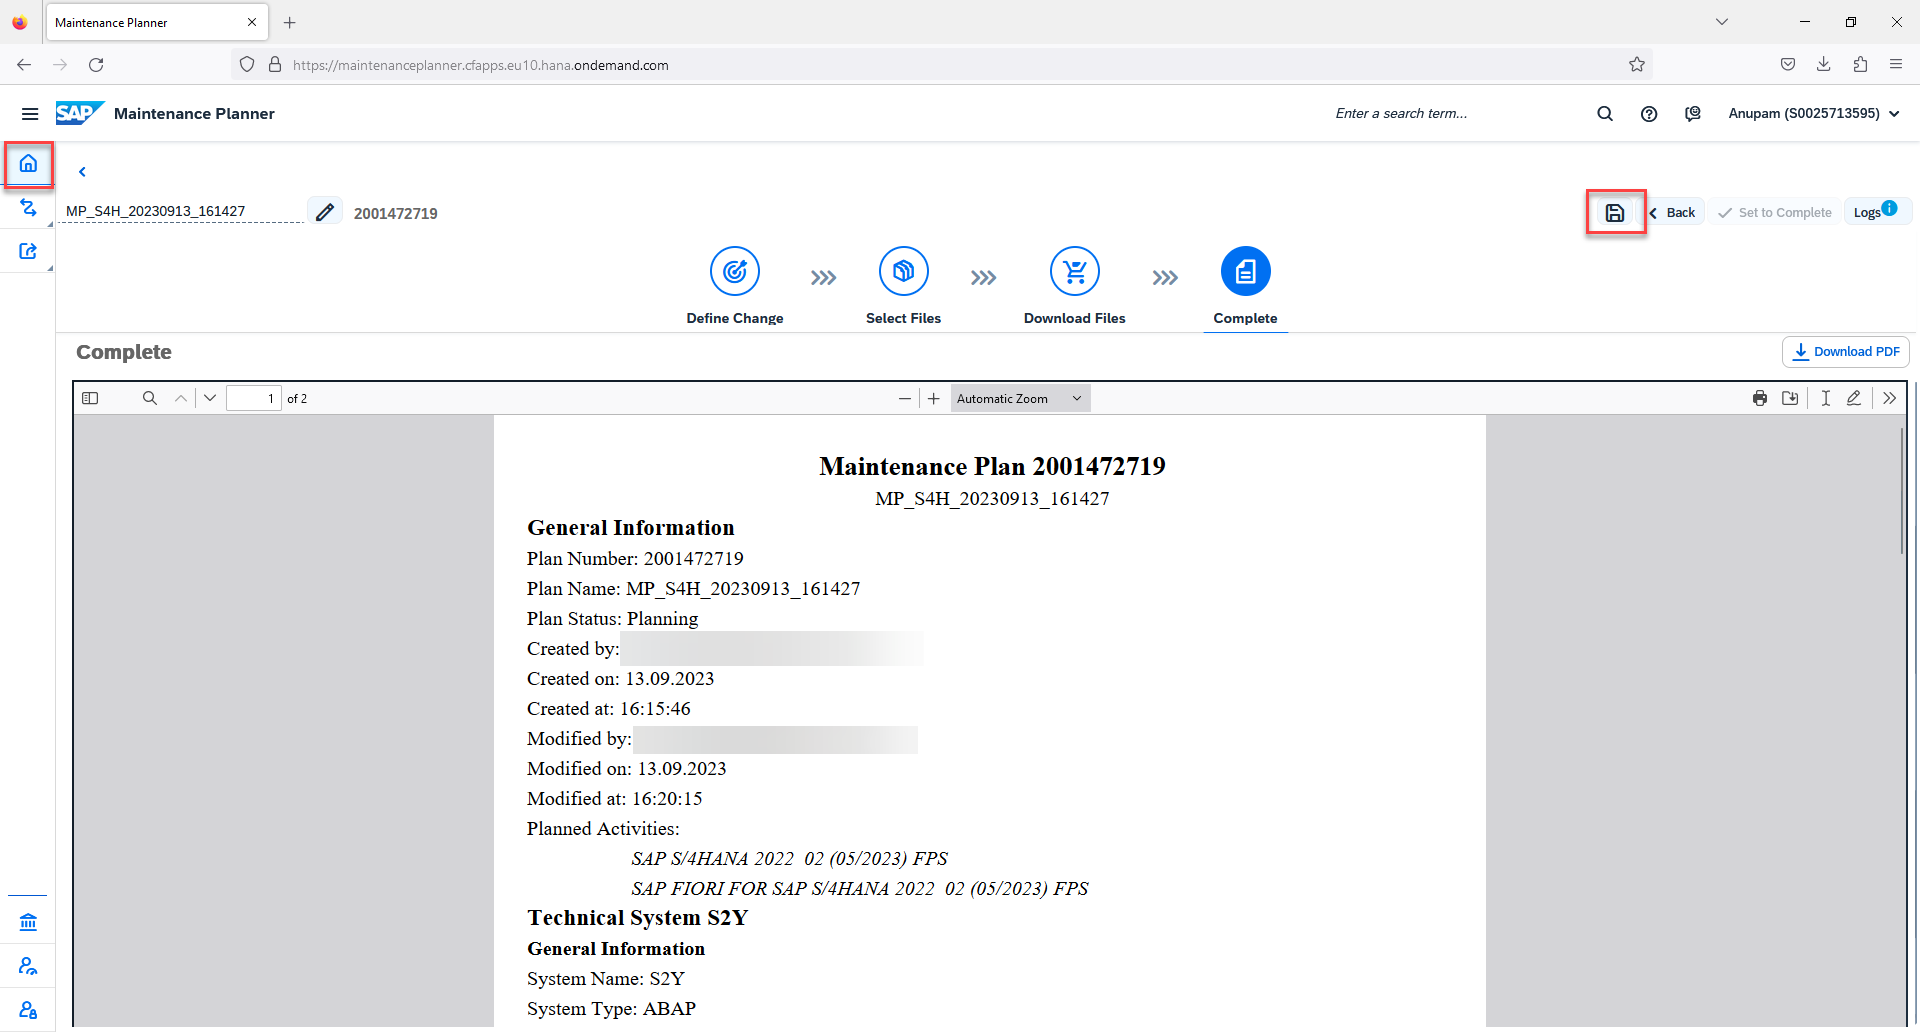 Maintenance Planner
https://maintenanceplanner.cfapps.eu10.hana.ondemand.com
SAP Maintenance Planner
Enter a search term...
Anupam (S0025713595)
MP_S4H_20230913_161427
2001472719
Back
Set to Complete
Logs
Define Change
Select Files
Download Files
Complete
Complete
Download PDF
1 of 2
Automatic Zoom
Maintenance Plan 2001472719
MP_S4H_20230913_161427
General Information
Plan Number: 2001472719
Plan Name: MP_S4H_20230913_161427
Plan Status: Planning
Created by:
Created on: 13.09.2023
Created at: 16:15:46
Modified by:
Modified on: 13.09.2023
Modified at: 16:20:15
Planned Activities:
SAP S/4HANA 2022 02 (05/2023) FPS
SAP FIORI FOR SAP S/4HANA 2022 02 (05/2023) FPS
Technical System S2Y
General Information
System Name: S2Y
System Type: ABAP